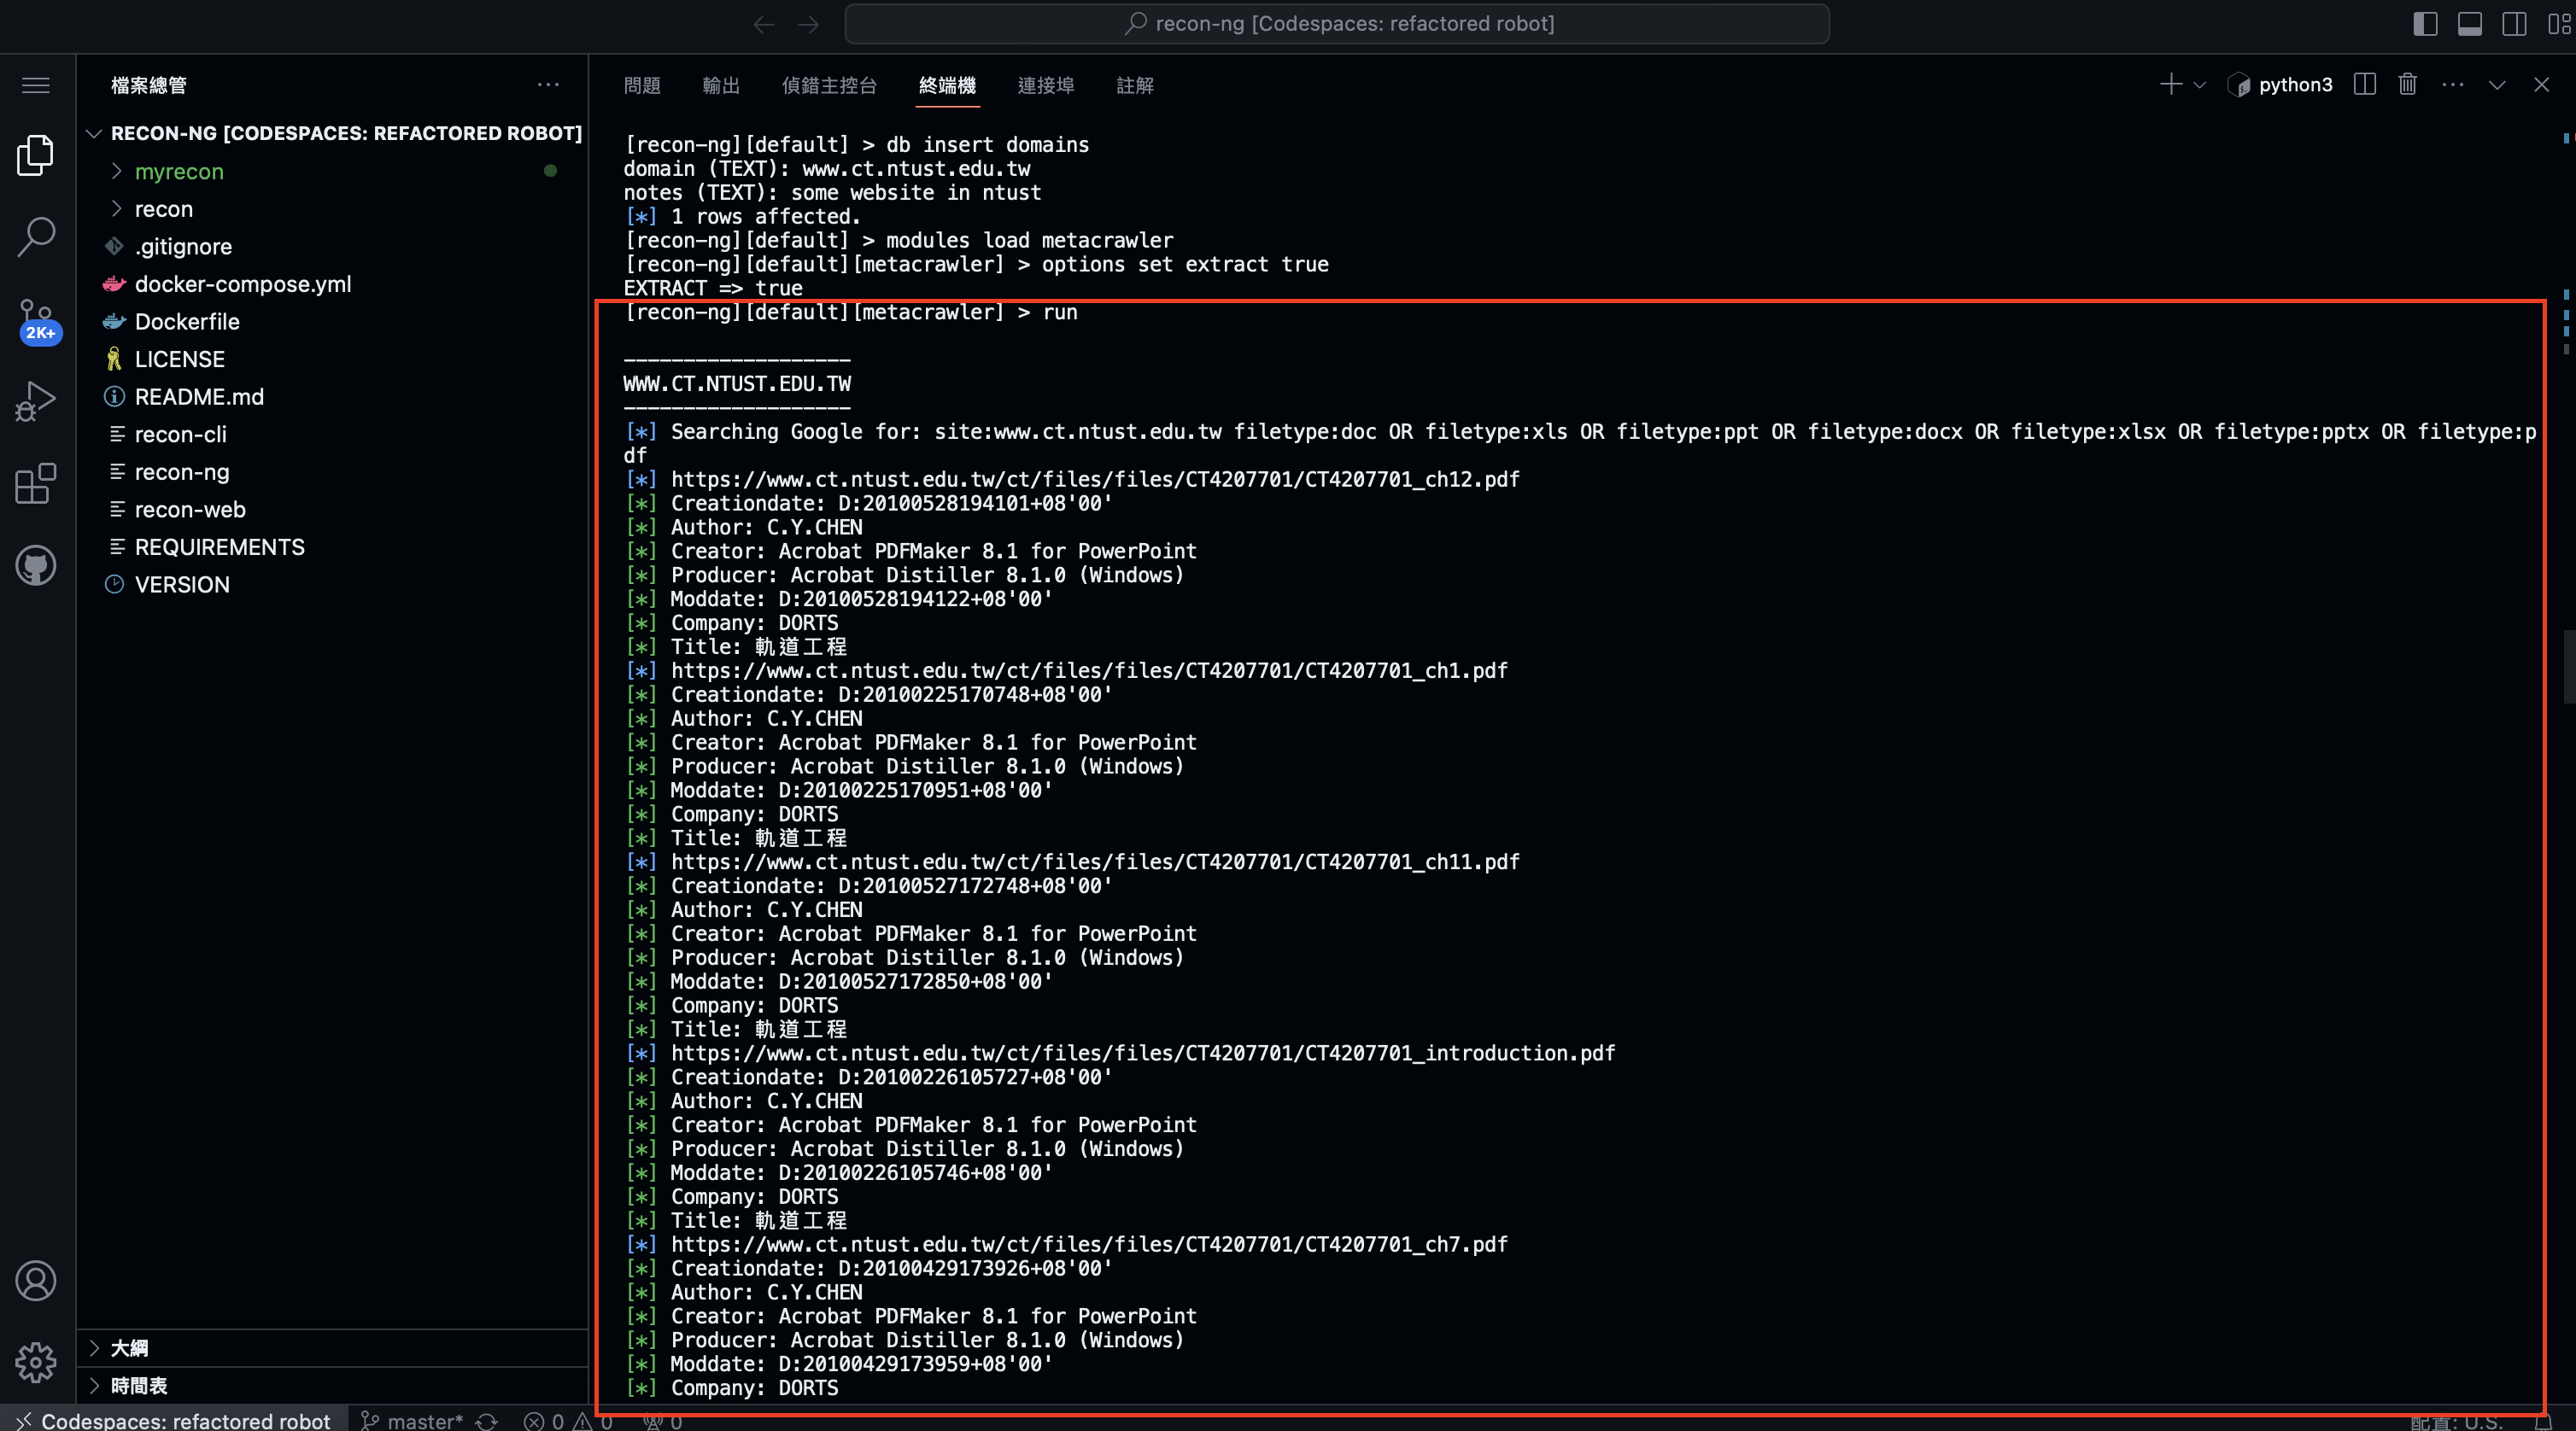 recon-ng [Codespaces: refactored robot]
檔案總管
RECON-NG [CODESPACES: REFACTORED ROBOT]
myrecon
recon
.gitignore
docker-compose.yml
Dockerfile
LICENSE
README.md
recon-cli
recon-ng
recon-web
REQUIREMENTS
VERSION
2K+
大綱
時間表
問題 輸出 偵錯主控台 終端機 連接埠 註解
python3
[recon-ng][default] > db insert domains
domain (TEXT): www.ct.ntust.edu.tw
notes (TEXT): some website in ntust
[*] 1 rows affected.
[recon-ng][default] > modules load metacrawler
[recon-ng][default][metacrawler] > options set extract true
EXTRACT => true
[recon-ng][default][metacrawler] > run
-------------------
WWW.CT.NTUST.EDU.TW
-------------------
[*] Searching Google for: site:www.ct.ntust.edu.tw filetype:doc OR filetype:xls OR filetype:ppt OR filetype:docx OR filetype:xlsx OR filetype:pptx OR filetype:p
df
[*] https://www.ct.ntust.edu.tw/ct/files/files/CT4207701/CT4207701_ch12.pdf
[*] Creationdate: D:20100528194101+08'00'
[*] Author: C.Y.CHEN
[*] Creator: Acrobat PDFMaker 8.1 for PowerPoint
[*] Producer: Acrobat Distiller 8.1.0 (Windows)
[*] Moddate: D:20100528194122+08'00'
[*] Company: DORTS
[*] Title: 軌道工程
[*] https://www.ct.ntust.edu.tw/ct/files/files/CT4207701/CT4207701_ch1.pdf
[*] Creationdate: D:20100225170748+08'00'
[*] Author: C.Y.CHEN
[*] Creator: Acrobat PDFMaker 8.1 for PowerPoint
[*] Producer: Acrobat Distiller 8.1.0 (Windows)
[*] Moddate: D:20100225170951+08'00'
[*] Company: DORTS
[*] Title: 軌道工程
[*] https://www.ct.ntust.edu.tw/ct/files/files/CT4207701/CT4207701_ch11.pdf
[*] Creationdate: D:20100527172748+08'00'
[*] Author: C.Y.CHEN
[*] Creator: Acrobat PDFMaker 8.1 for PowerPoint
[*] Producer: Acrobat Distiller 8.1.0 (Windows)
[*] Moddate: D:20100527172850+08'00'
[*] Company: DORTS
[*] Title: 軌道工程
[*] https://www.ct.ntust.edu.tw/ct/files/files/CT4207701/CT4207701_introduction.pdf
[*] Creationdate: D:20100226105727+08'00'
[*] Author: C.Y.CHEN
[*] Creator: Acrobat PDFMaker 8.1 for PowerPoint
[*] Producer: Acrobat Distiller 8.1.0 (Windows)
[*] Moddate: D:20100226105746+08'00'
[*] Company: DORTS
[*] Title: 軌道工程
[*] https://www.ct.ntust.edu.tw/ct/files/files/CT4207701/CT4207701_ch7.pdf
[*] Creationdate: D:20100429173926+08'00'
[*] Author: C.Y.CHEN
[*] Creator: Acrobat PDFMaker 8.1 for PowerPoint
[*] Producer: Acrobat Distiller 8.1.0 (Windows)
[*] Moddate: D:20100429173959+08'00'
[*] Company: DORTS
Codespaces: refactored robot master* 0 0 0 配置: U.S.